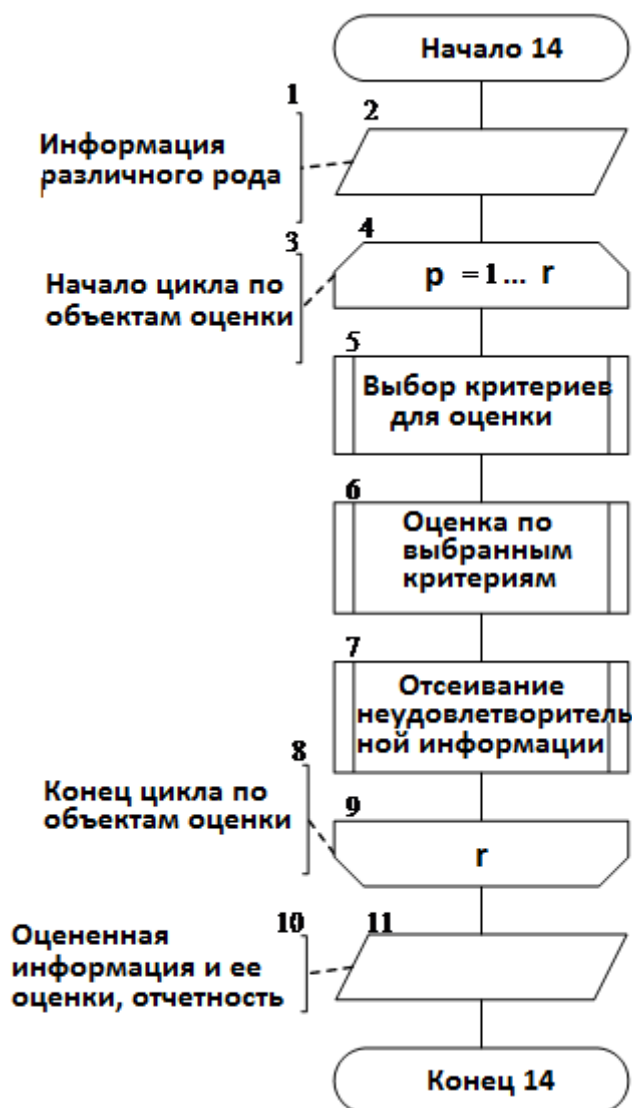 Начало 14
1
2
Информация
различного рода
3
4
Начало цикла по
объектам оценки
p = 1 ... r
5
Выбор критериев
для оценки
6
Оценка по
выбранным
критериям
7
Отсеивание
неудовлетворитель
ной информации
8
Конец цикла по
объектам оценки
9
r
10
11
Оцененная
информация и ее
оценки, отчетность
Конец 14